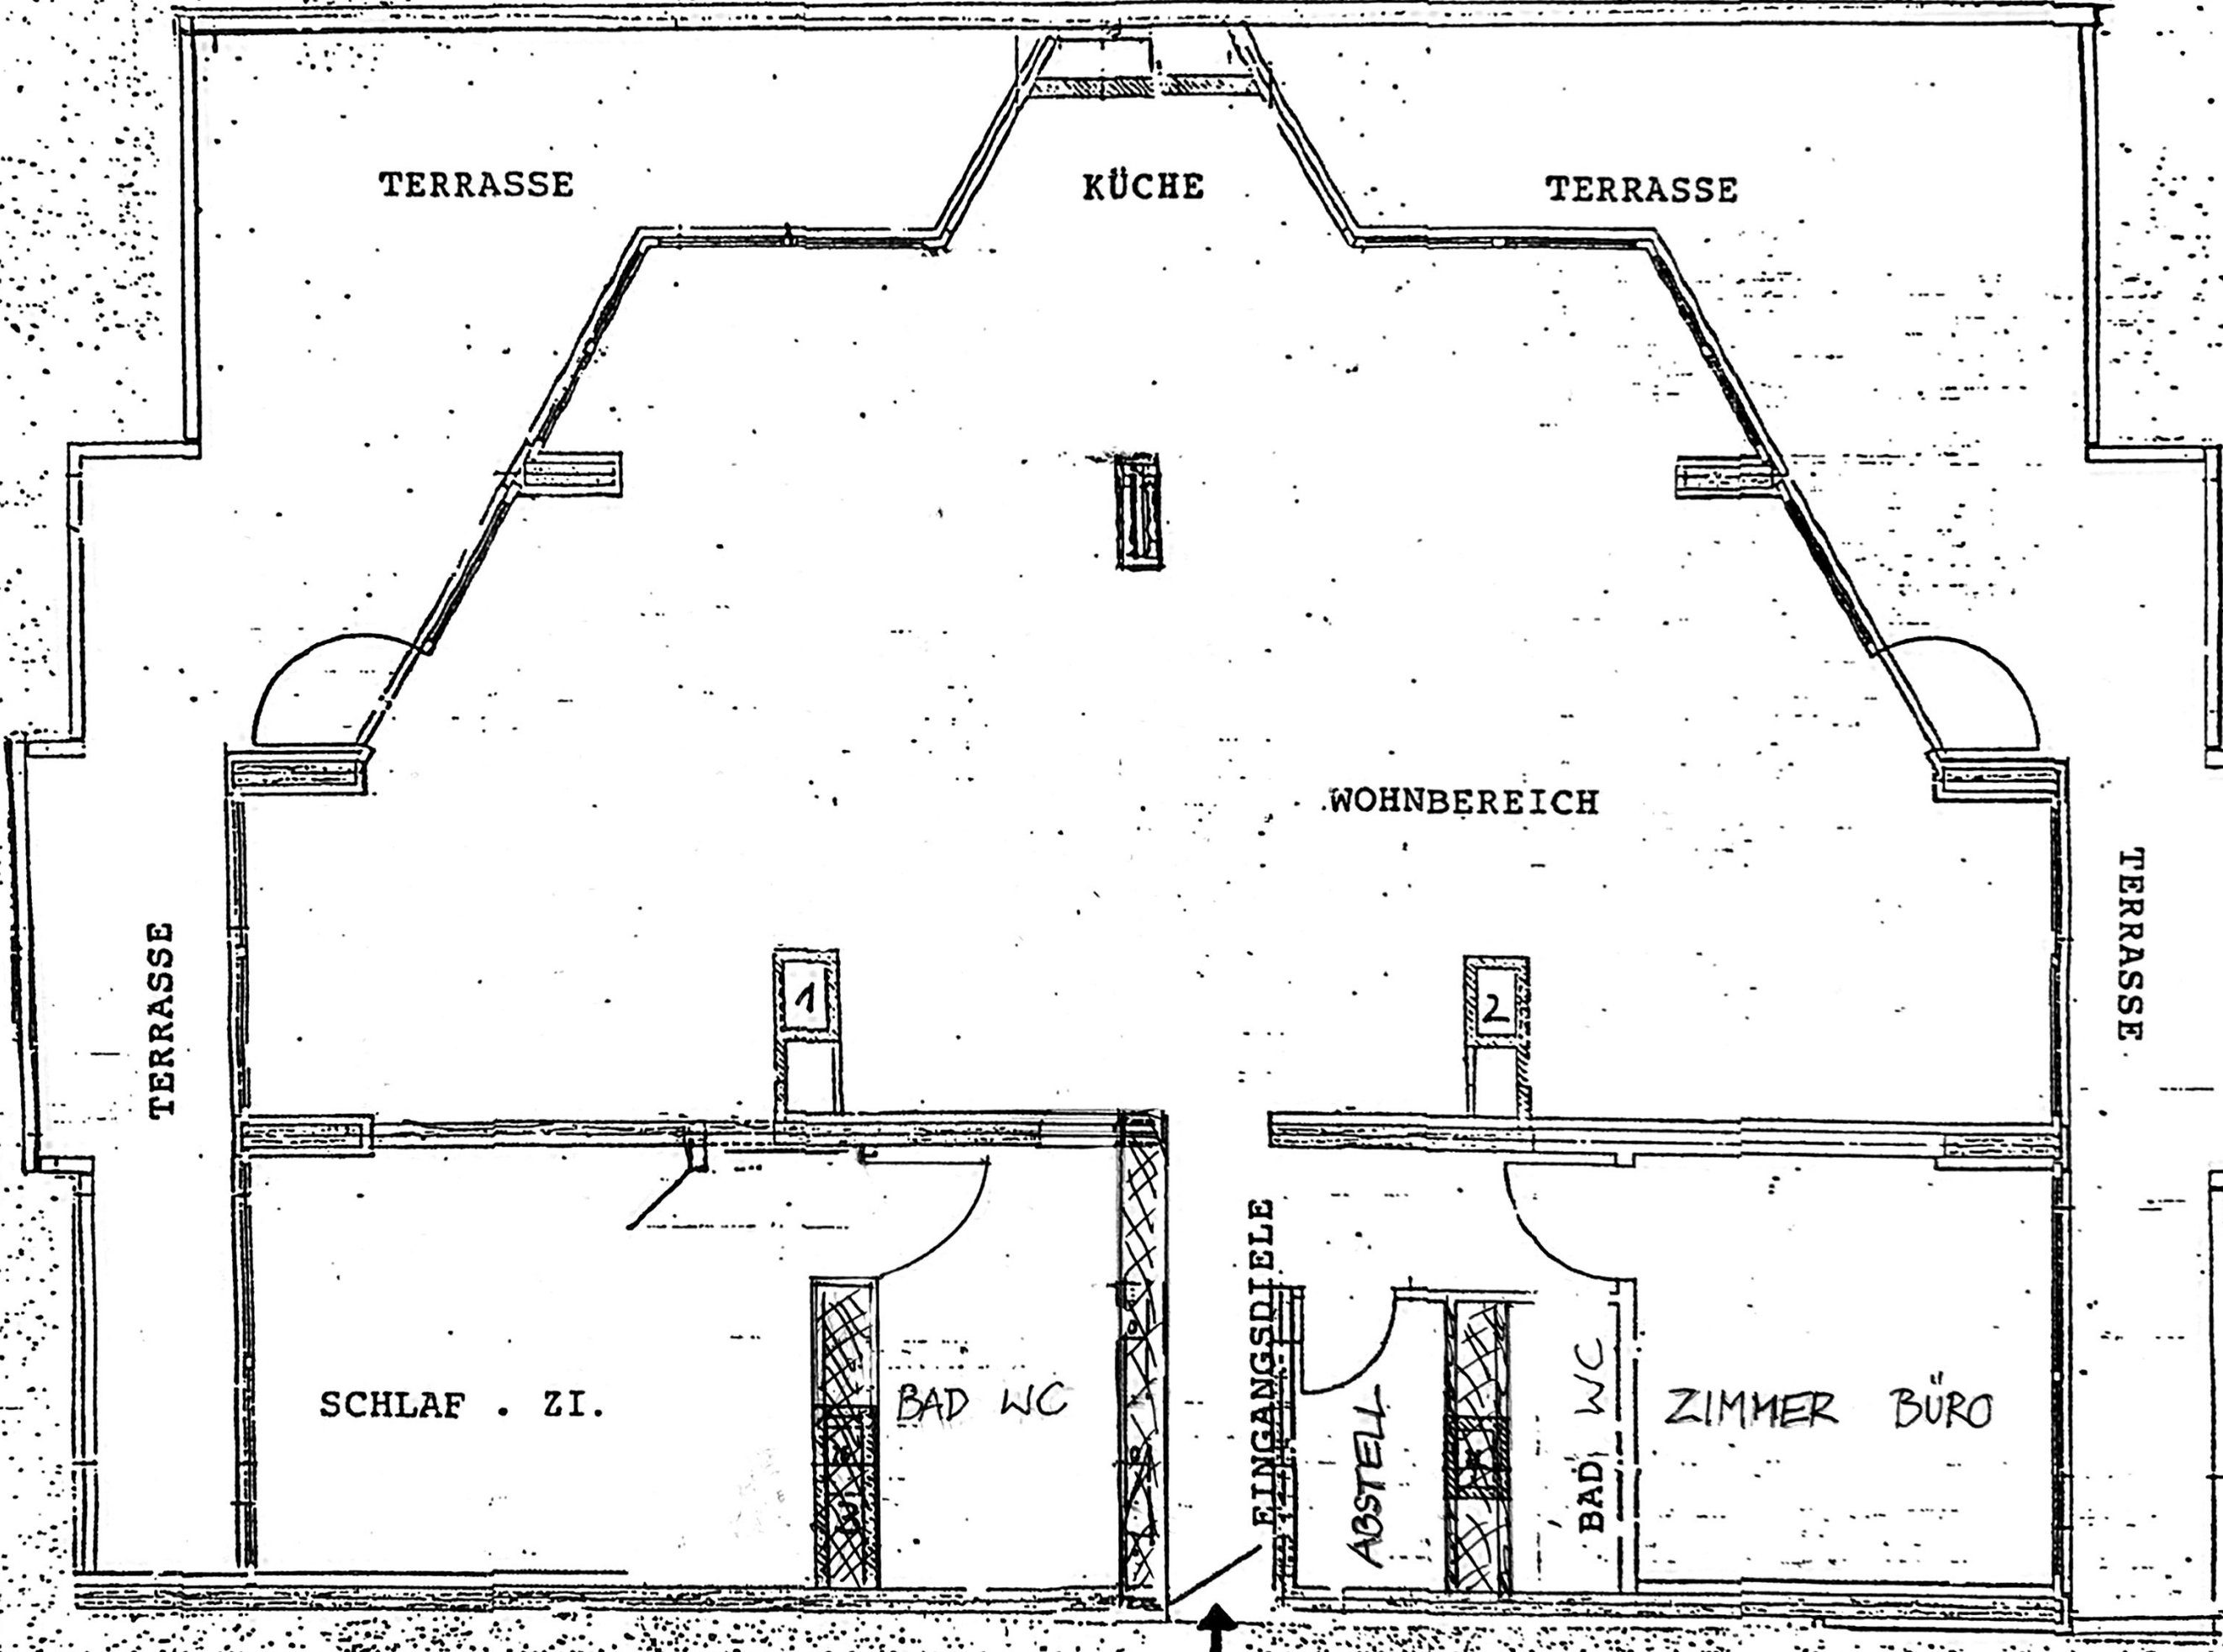 TERRASSE
KÜCHE
TERRASSE
WOHNBEREICH
TERRASSE
TERRASSE
1
2
EINGANGSDIELE
SCHLAF . ZI.
BAD WC
ABSTELL
BAD, WC
ZIMMER BÜRO